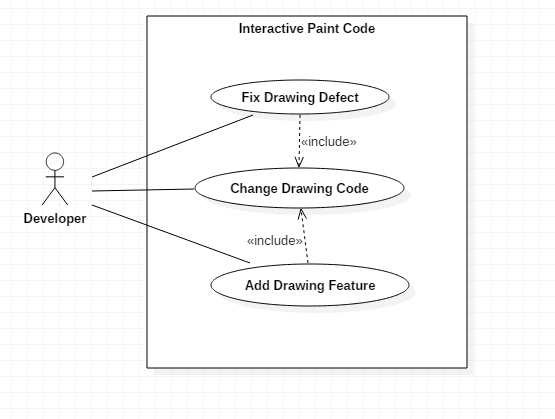 Interactive Paint Code
Fix Drawing Defect
«include»
Change Drawing Code
Developer
«include»
Add Drawing Feature